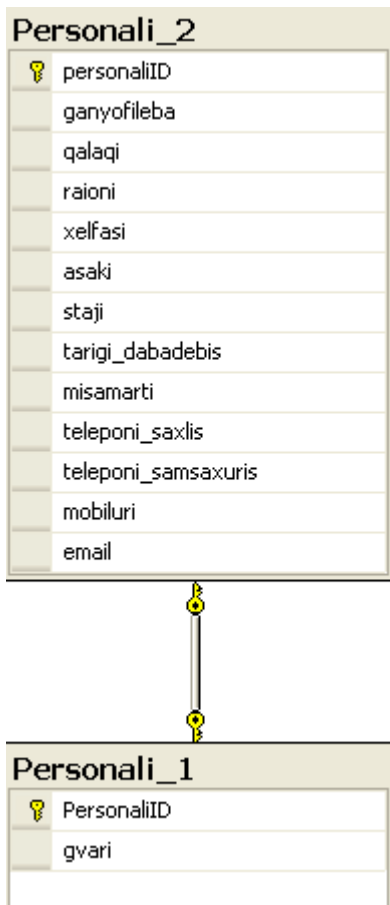 Personali_2
personaliID
ganyofileba
qalaqi
raioni
xelfasi
asaki
staji
tarigi_dabadebis
misamarti
teleponi_saxlis
teleponi_samsaxuris
mobiluri
email
Personali_1
PersonaliID
gvari